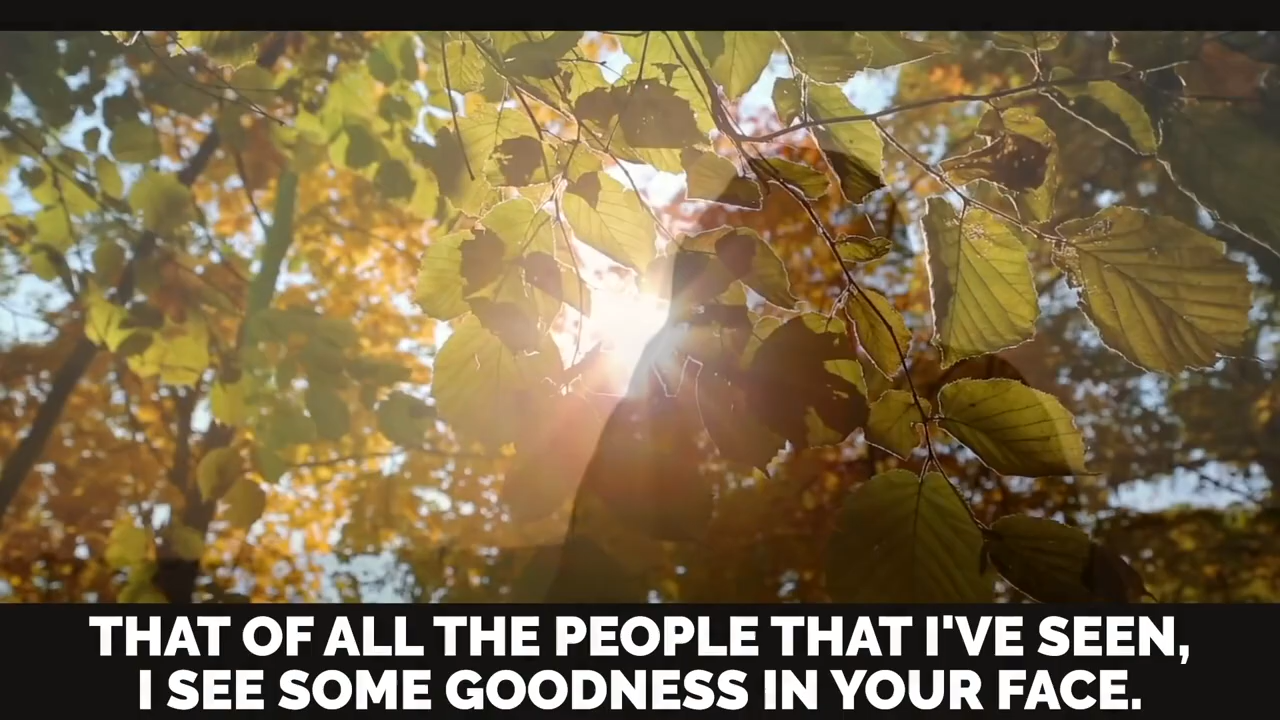 THAT OF ALL THE PEOPLE THAT I'VE SEEN,
I SEE SOME GOODNESS IN YOUR FACE.